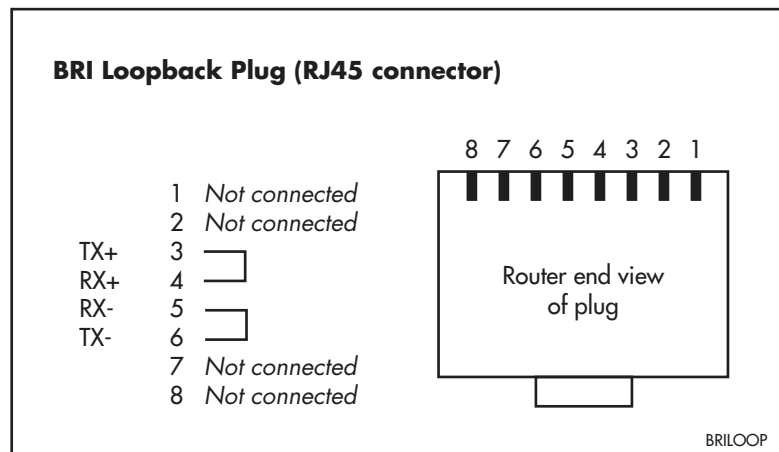 BRI Loopback Plug (RJ45 connector)
8 7 6 5 4 3 2 1
1 Not connected
2 Not connected
TX+ 3
RX+ 4
RX- 5
TX- 6
7 Not connected
8 Not connected
Router end view
of plug
BRILOOP